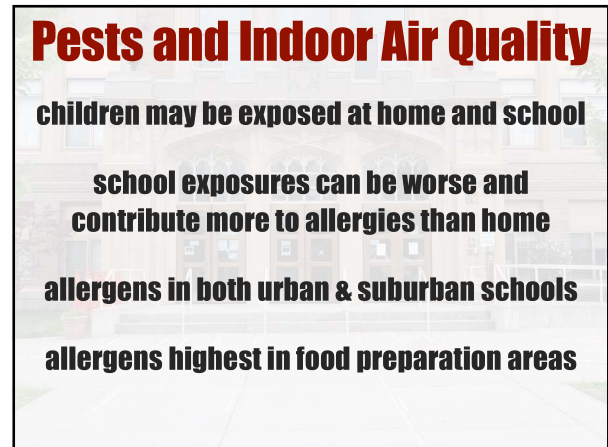 Pests and Indoor Air Quality
children may be exposed at home and school
school exposures can be worse and
contribute more to allergies than home
allergens in both urban & suburban schools
allergens highest in food preparation areas